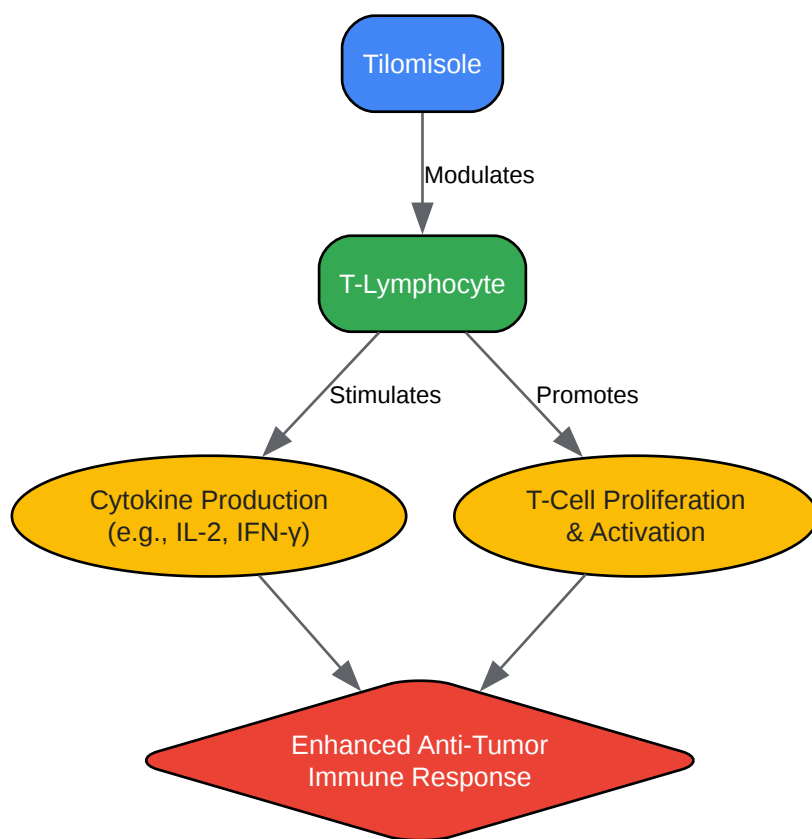 Tilomisole
Modulates
T-Lymphocyte
Stimulates
Promotes
Cytokine Production
(e.g., IL-2, IFN-γ)
T-Cell Proliferation
& Activation
Enhanced Anti-Tumor
Immune Response